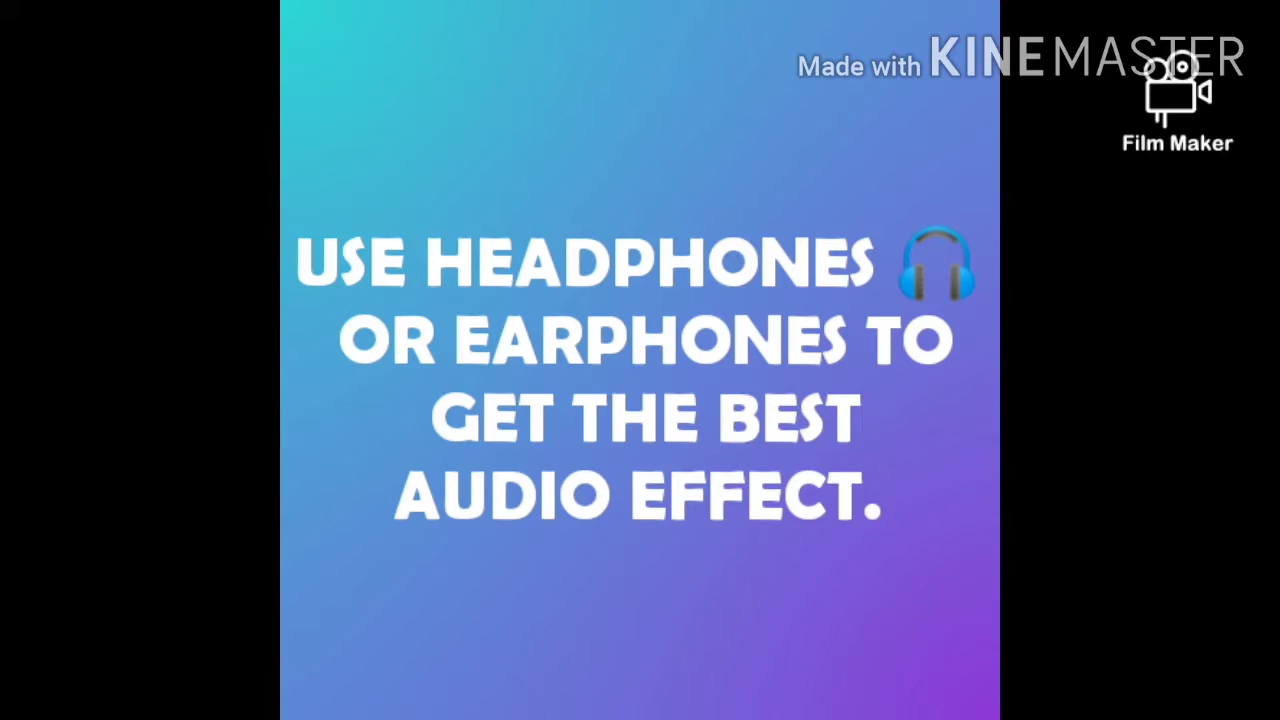 Made with KINEMASTER
Film Maker
USE HEADPHONES 🎧
OR EARPHONES TO
GET THE BEST
AUDIO EFFECT.